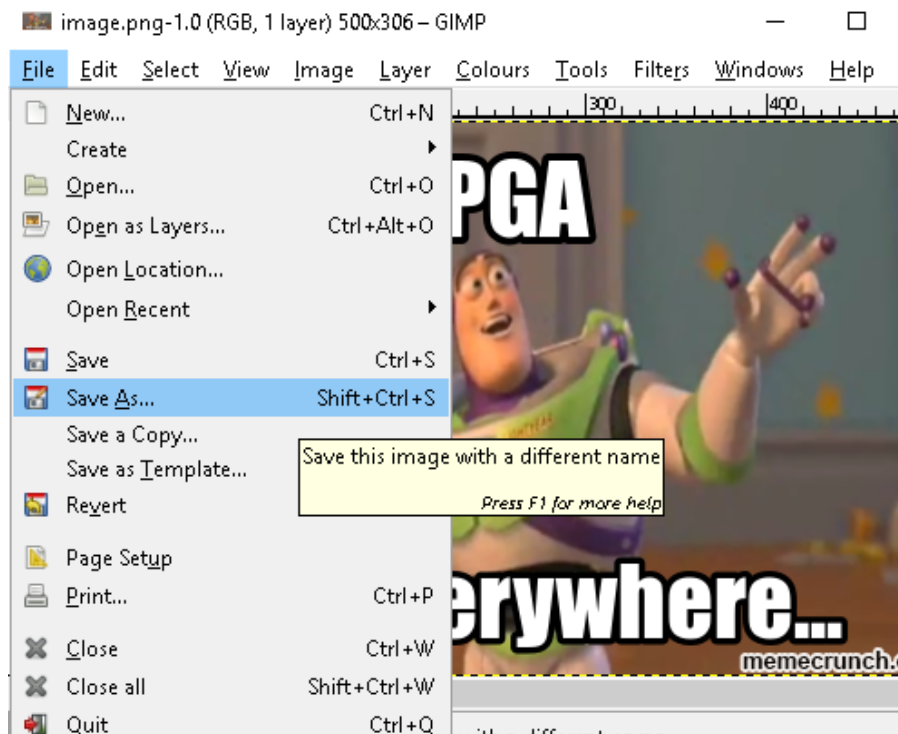 image.png-1.0 (RGB, 1 layer) 500x306 – GIMP
File Edit Select View Image Layer Colours Tools Filters Windows Help
300 400
New... Ctrl+N
Create
Open... Ctrl+O
Open as Layers... Ctrl+Alt+O
Open Location...
Open Recent
Save Ctrl+S
Save As... Shift+Ctrl+S
Save a Copy...
Save as Template...
Revert
Page Setup
Print... Ctrl+P
Close Ctrl+W
Close all Shift+Ctrl+W
Quit Ctrl+Q
Save this image with a different name
Press F1 for more help
PGA
LIGHTYEAR
erywhere...
memecrunch.